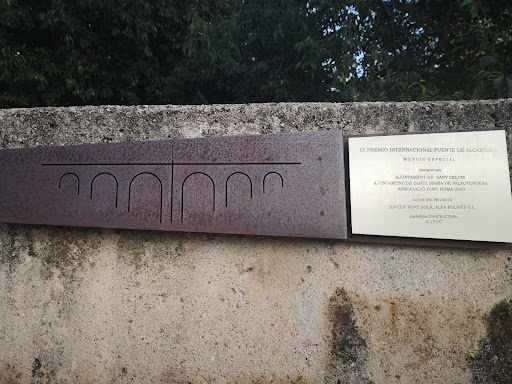 IX PREMIO INTERNACIONAL PUENTE DE ALCÁNTARA
MENCIÓ ESPECIAL
PROMOTORS
AJUNTAMENT DE SANT CELONI
AJUNTAMENT DE SANTA MARIA DE PALAUTORDERA
ASSOCIACIÓ PONT ROMA 2000
AUTOR DEL PROJECTE
XAVIER FONT SOLÀ, ALFA POLARIS S.L.
EMPRESA CONSTRUCTORA